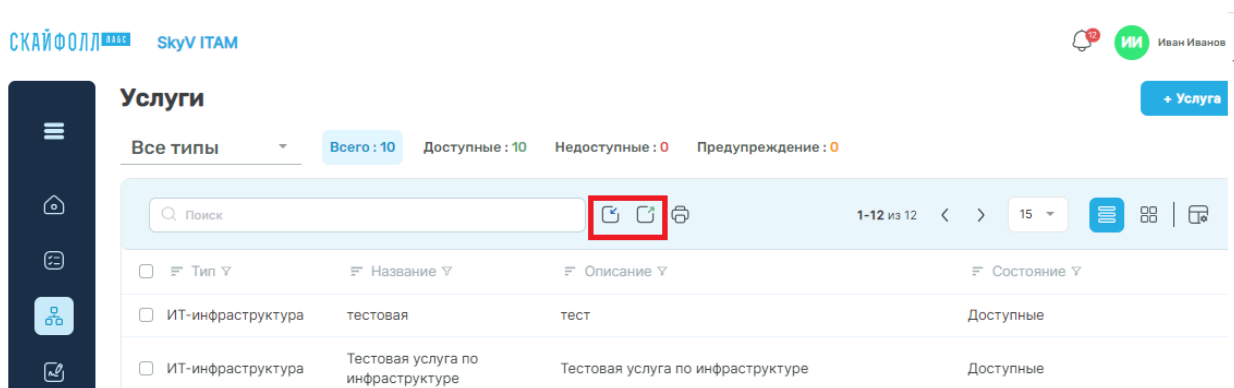 СКАЙФОЛЛ ЛАБС SkyV ITAM 12 ИИ Иван Иванов
Услуги + Услуга
Все типы Всего : 10 Доступные : 10 Недоступные : 0 Предупреждение : 0
Поиск 1-12 из 12 15
Тип Название Описание Состояние
ИТ-инфраструктура тестовая тест Доступные
ИТ-инфраструктура Тестовая услуга по инфраструктуре Тестовая услуга по инфраструктуре Доступные